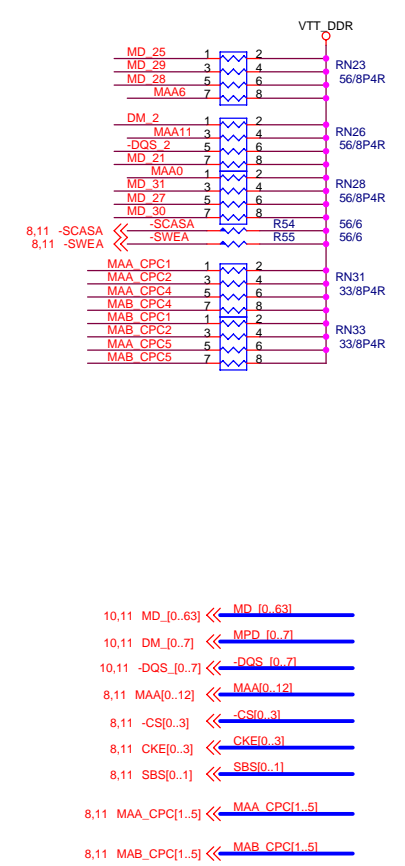 VTT_DDR
MD_25 1 2
MD_29 3 4 RN23
MD_28 5 6 56/8P4R
MAA6 7 8
DM_2 1 2
MAA11 3 4 RN26
-DQS_2 5 6 56/8P4R
MD_21 7 8
MAA0 1 2
MD_31 3 4 RN28
MD_27 5 6 56/8P4R
MD_30 7 8
8,11 -SCASA -SCASA R54 56/6
8,11 -SWEA -SWEA R55 56/6
MAA_CPC1 1 2
MAA_CPC2 3 4 RN31
MAA_CPC4 5 6 33/8P4R
MAB_CPC4 7 8
MAB_CPC1 1 2
MAB_CPC2 3 4 RN33
MAA_CPC5 5 6 33/8P4R
MAB_CPC5 7 8
10,11 MD_[0..63] MD_[0..63]
10,11 DM_[0..7] MPD_[0..7]
10,11 -DQS_[0..7] -DQS_[0..7]
8,11 MAA[0..12] MAA[0..12]
8,11 -CS[0..3] -CS[0..3]
8,11 CKE[0..3] CKE[0..3]
8,11 SBS[0..1] SBS[0..1]
8,11 MAA_CPC[1..5] MAA_CPC[1..5]
8,11 MAB_CPC[1..5] MAB_CPC[1..5]